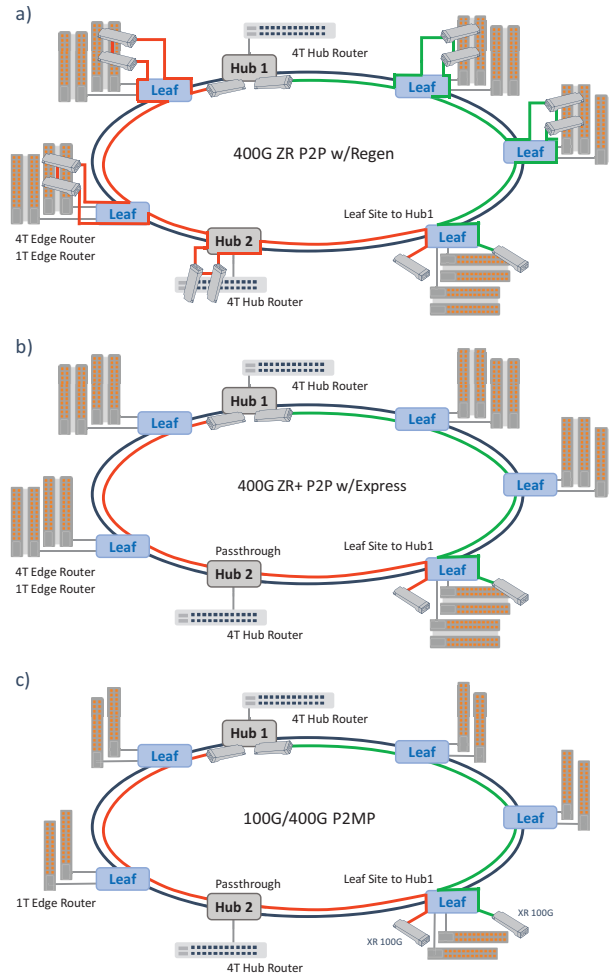 a)
4T Hub Router
Hub 1
Leaf
Leaf
400G ZR P2P w/Regen
Leaf
Leaf
Leaf Site to Hub1
4T Edge Router
1T Edge Router
Hub 2
Leaf
4T Hub Router
b)
4T Hub Router
Hub 1
Leaf
Leaf
400G ZR+ P2P w/Express
Leaf
Leaf
Passthrough
Leaf Site to Hub1
4T Edge Router
1T Edge Router
Hub 2
Leaf
4T Hub Router
c)
4T Hub Router
Hub 1
Leaf
Leaf
100G/400G P2MP
Leaf
Leaf
Passthrough
Leaf Site to Hub1
1T Edge Router
Hub 2
Leaf
XR 100G
XR 100G
4T Hub Router